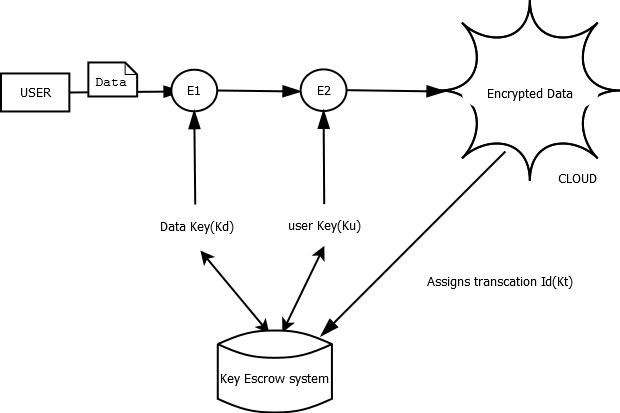 USER
Data
E1
E2
Encrypted Data
CLOUD
Data Key(Kd)
user Key(Ku)
Assigns transcation Id(Kt)
Key Escrow system